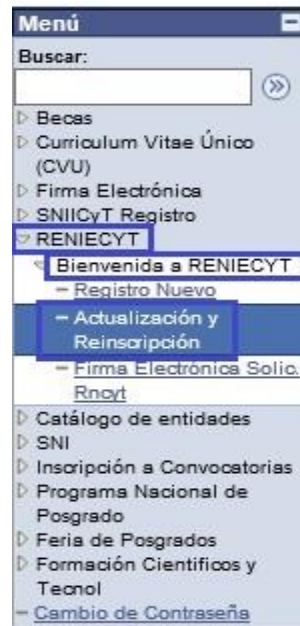 Menú
Buscar:
Becas
Curriculum Vitae Único
(CVU)
Firma Electrónica
SNIICyT Registro
RENIECYT
Bienvenida a RENIECYT
Registro Nuevo
Actualización y
Reinscripción
Firma Electrónica Solic.
Rncyt
Catálogo de entidades
SNI
Inscripción a Convocatorias
Programa Nacional de
Posgrado
Feria de Posgrados
Formación Cientificos y
Tecnol
Cambio de Contraseña